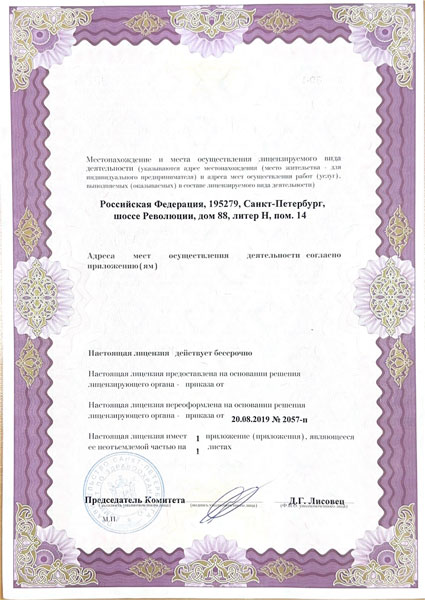 Местонахождение и места осуществления лицензируемого вида
деятельности (указываются адрес местонахождения (место жительства - для
индивидуального предпринимателя) и адреса мест осуществления работ (услуг),
выполняемых (оказываемых) в составе лицензируемого вида деятельности)
Российская Федерация, 195279, Санкт-Петербург,
шоссе Революции, дом 88, литер Н, пом. 14
Адреса мест осуществления деятельности согласно
приложению(ям)
Настоящая лицензия действует бессрочно
Настоящая лицензия предоставлена на основании решения
лицензирующего органа - приказа от
Настоящая лицензия переоформлена на основании решения
лицензирующего органа - приказа от 20.08.2019 № 2057-п
Настоящая лицензия имеет 1 приложение (приложения), являющееся
ее неотъемлемой частью на 1 листах
Председатель Комитета Д.Г. Лисовец
(должность уполномоченного лица) (подпись уполномоченного лица) (Ф.И.О. уполномоченного лица)
М.П.